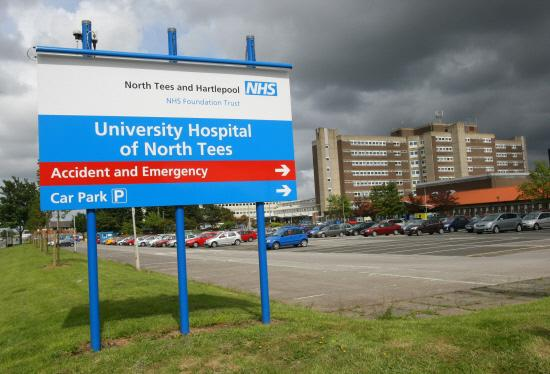 North Tees and Hartlepool NHS
NHS Foundation Trust
University Hospital
of North Tees
Accident and Emergency →
Car Park P →